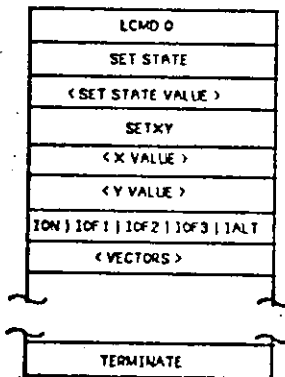 LCMD 0
SET STATE
< SET STATE VALUE >
SETXY
< X VALUE >
< Y VALUE >
ION | IOF1 | IOF2 | IOF3 | IALT
< VECTORS >
TERMINATE